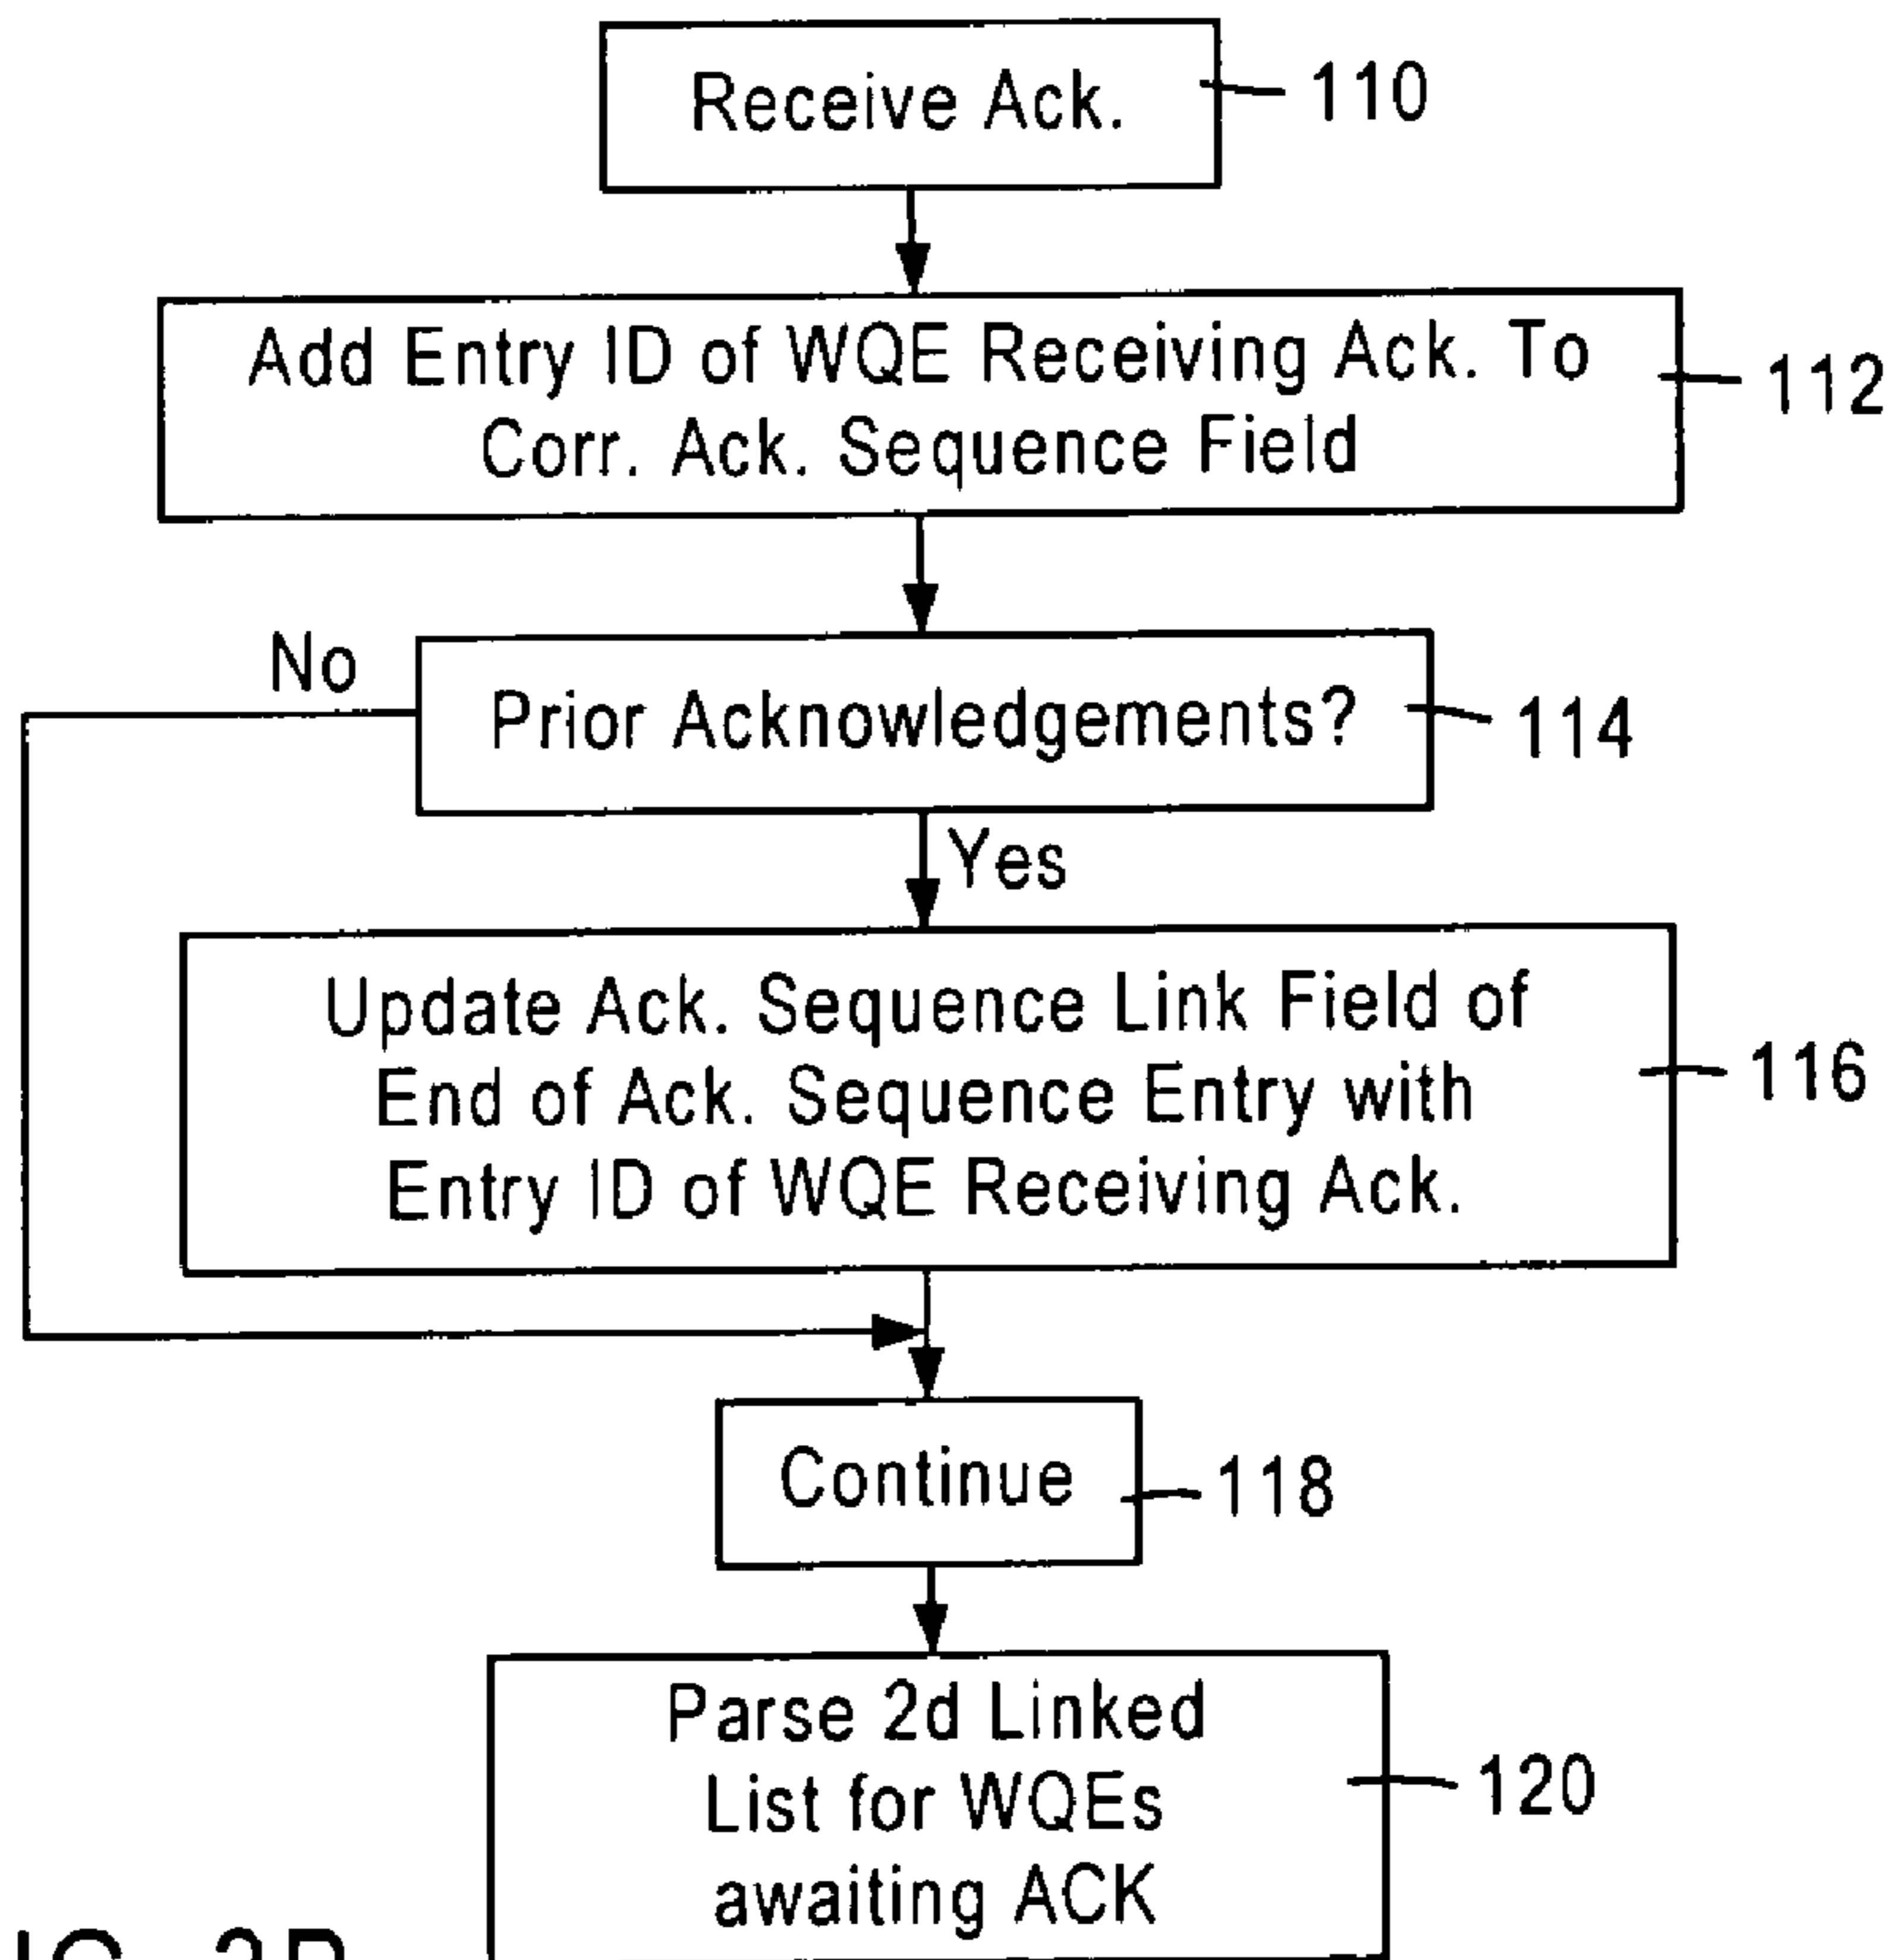 Receive Ack.
110
Add Entry ID of WQE Receiving Ack. To
Corr. Ack. Sequence Field
112
No
Prior Acknowledgements?
114
Yes
Update Ack. Sequence Link Field of
End of Ack. Sequence Entry with
Entry ID of WQE Receiving Ack.
116
Continue
118
Parse 2d Linked
List for WQEs
awaiting ACK
120